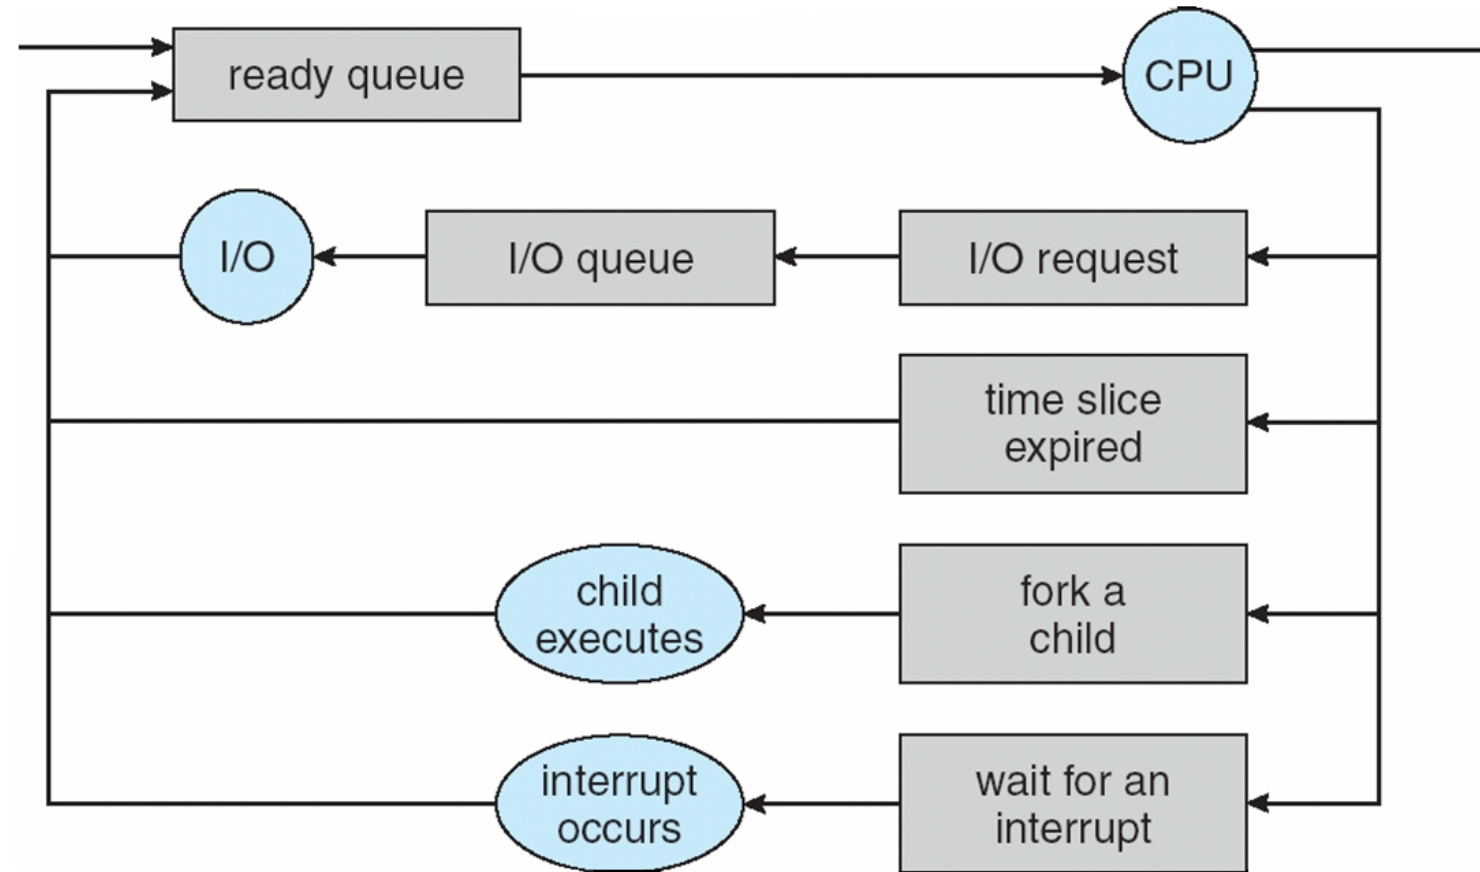 ready queue
CPU
I/O
I/O queue
I/O request
time slice
expired
child
executes
fork a
child
interrupt
occurs
wait for an
interrupt